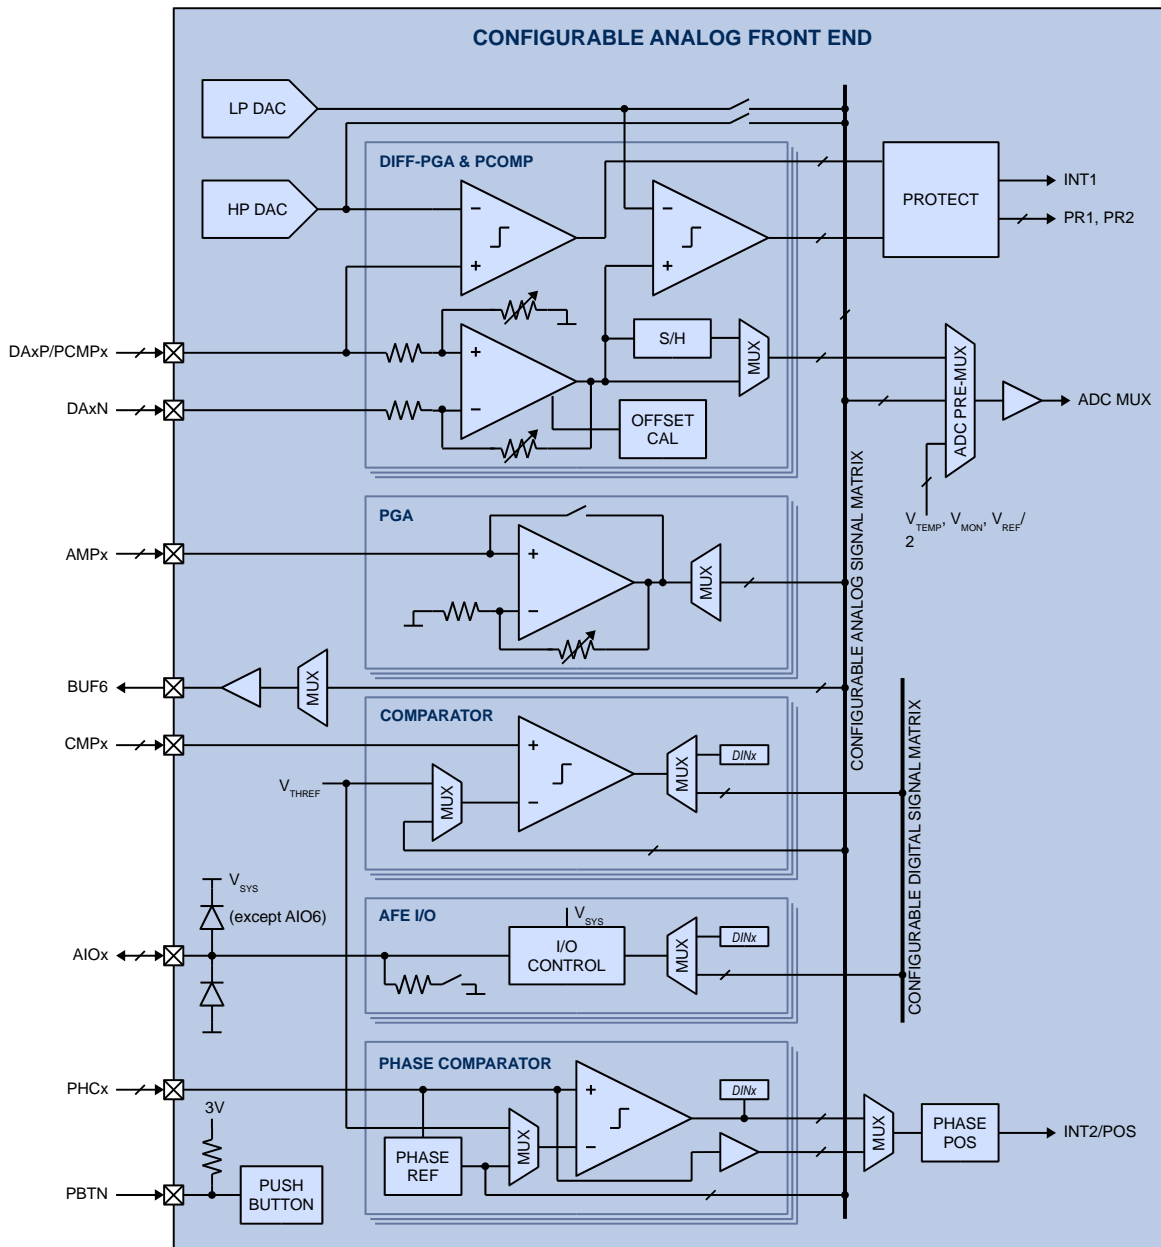 CONFIGURABLE ANALOG FRONT END
LP DAC
HP DAC
DIFF-PGA & PCOMP
PROTECT
INT1
PR1, PR2
DAxP/PCMPx
DAxN
S/H
MUX
OFFSET
CAL
ADC PRE-MUX
ADC MUX
VTEMP, VMON, VREF/
2
CONFIGURABLE ANALOG SIGNAL MATRIX
PGA
AMPx
MUX
BUF6
MUX
COMPARATOR
CMPx
VTHREF
MUX
MUX
DINx
CONFIGURABLE DIGITAL SIGNAL MATRIX
VSYS
(except AIO6)
AFE I/O
VSYS
AIOx
I/O
CONTROL
MUX
DINx
PHASE COMPARATOR
PHCx
3V
MUX
PHASE
REF
DINx
MUX
PHASE
POS
INT2/POS
PBTN
PUSH
BUTTON